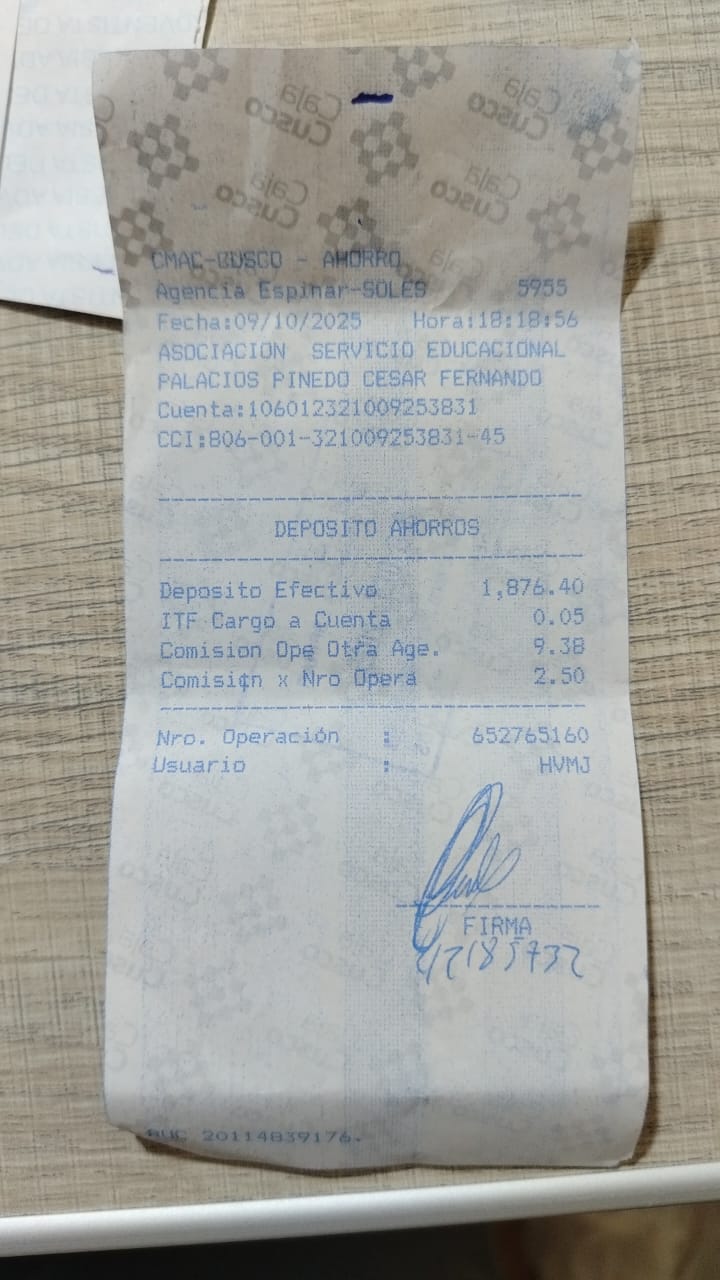 CMAC-CUSCO - AHORRO
Agencia Espinar-SOLES 5955
Fecha:09/10/2025 Hora:18:18:56
ASOCIACION SERVICIO EDUCACIONAL
PALACIOS PINEDO CESAR FERNANDO
Cuenta:106012321009253831
CCI:806-001-321009253831-45
DEPOSITO AHORROS
Deposito Efectivo 1,876.40
ITF Cargo a Cuenta 0.05
Comision Ope Otra Age. 9.38
Comisi¢n x Nro Opera 2.50
Nro. Operación : 652765160
Usuario : HVMJ
FIRMA
42185732
RUC 20114839176.